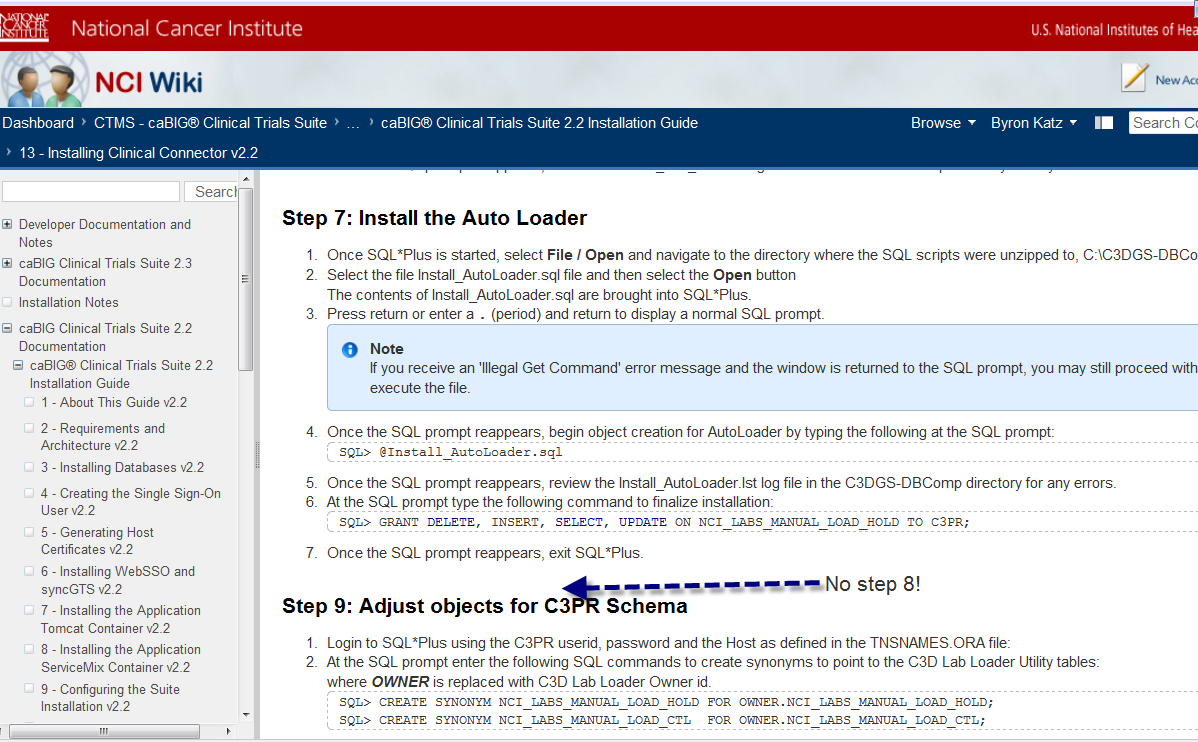 NATIONAL
CANCER
INSTITUTE
National Cancer Institute
U.S. National Institutes of Hea
NCI Wiki
New Acc
Dashboard › CTMS - caBIG® Clinical Trials Suite › ... › caBIG® Clinical Trials Suite 2.2 Installation Guide
Browse
Byron Katz
Search Co
› 13 - Installing Clinical Connector v2.2
Search
Developer Documentation and
Notes
caBIG Clinical Trials Suite 2.3
Documentation
Installation Notes
caBIG Clinical Trials Suite 2.2
Documentation
caBIG® Clinical Trials Suite 2.2
Installation Guide
1 - About This Guide v2.2
2 - Requirements and
Architecture v2.2
3 - Installing Databases v2.2
4 - Creating the Single Sign-On
User v2.2
5 - Generating Host
Certificates v2.2
6 - Installing WebSSO and
syncGTS v2.2
7 - Installing the Application
Tomcat Container v2.2
8 - Installing the Application
ServiceMix Container v2.2
9 - Configuring the Suite
Installation v2.2
Step 7: Install the Auto Loader
1. Once SQL*Plus is started, select File / Open and navigate to the directory where the SQL scripts were unzipped to, C:\C3DGS-DBCo
2. Select the file Install_AutoLoader.sql file and then select the Open button
The contents of Install_AutoLoader.sql are brought into SQL*Plus.
3. Press return or enter a . (period) and return to display a normal SQL prompt.
Note
If you receive an 'Illegal Get Command' error message and the window is returned to the SQL prompt, you may still proceed with
execute the file.
4. Once the SQL prompt reappears, begin object creation for AutoLoader by typing the following at the SQL prompt:
SQL> @Install_AutoLoader.sql
5. Once the SQL prompt reappears, review the Install_AutoLoader.lst log file in the C3DGS-DBComp directory for any errors.
6. At the SQL prompt type the following command to finalize installation:
SQL> GRANT DELETE, INSERT, SELECT, UPDATE ON NCI_LABS_MANUAL_LOAD_HOLD TO C3PR;
7. Once the SQL prompt reappears, exit SQL*Plus.
No step 8!
Step 9: Adjust objects for C3PR Schema
1. Login to SQL*Plus using the C3PR userid, password and the Host as defined in the TNSNAMES.ORA file:
2. At the SQL prompt enter the following SQL commands to create synonyms to point to the C3D Lab Loader Utility tables:
where OWNER is replaced with C3D Lab Loader Owner id.
SQL> CREATE SYNONYM NCI_LABS_MANUAL_LOAD_HOLD FOR OWNER.NCI_LABS_MANUAL_LOAD_HOLD;
SQL> CREATE SYNONYM NCI_LABS_MANUAL_LOAD_CTL  FOR OWNER.NCI_LABS_MANUAL_LOAD_CTL;